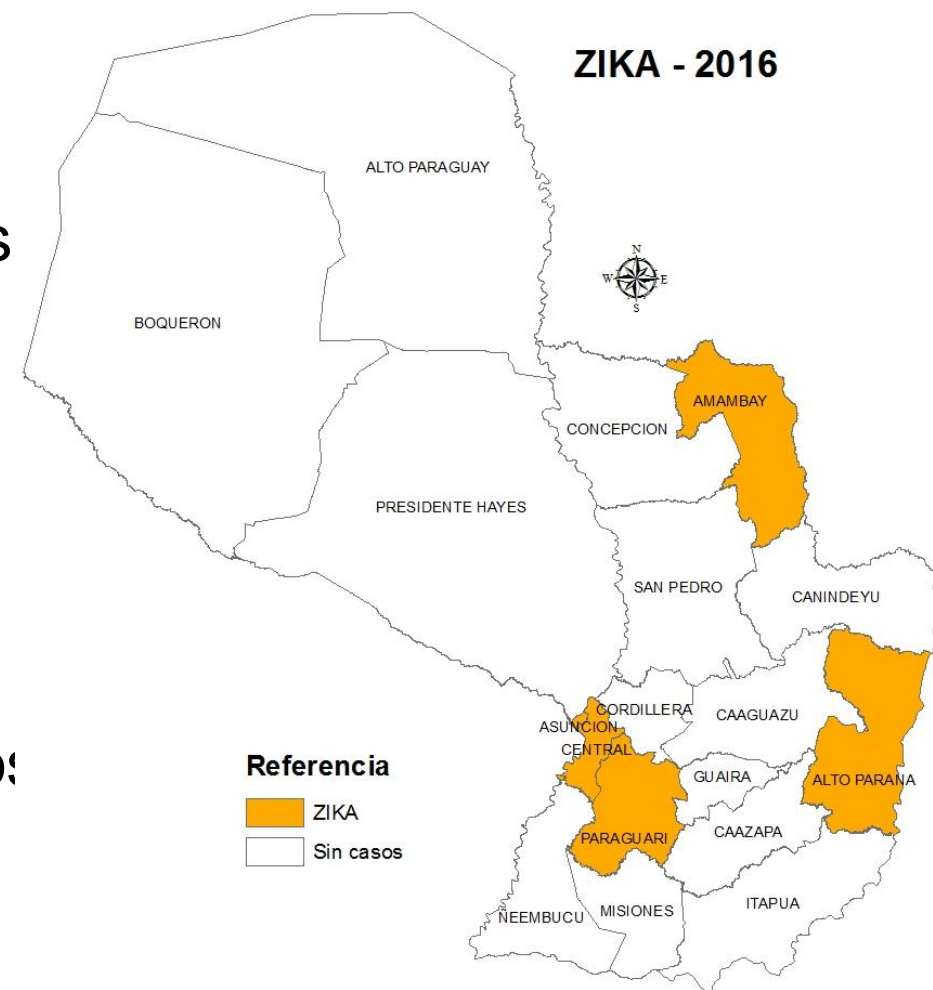 ZIKA - 2016
ALTO PARAGUAY
S
N
W E
S
BOQUERON
AMAMBAY
CONCEPCION
PRESIDENTE HAYES
SAN PEDRO
CANINDEYU
CORDILLERA
CAAGUAZU
ASUNCION
CENTRAL
Referencia
GUAIRA
ALTO PARANA
ZIKA
CAAZAPA
PARAGUARI
Sin casos
ITAPUA
MISIONES
ÑEEMBUCU